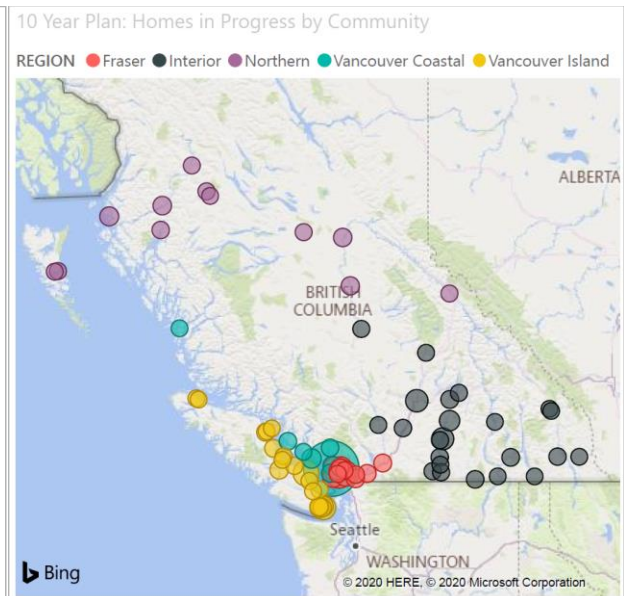 10 Year Plan: Homes in Progress by Community
REGION Fraser Interior Northern Vancouver Coastal Vancouver Island
ALBERTA
BRITISH
COLUMBIA
Seattle
WASHINGTON
Bing
© 2020 HERE, © 2020 Microsoft Corporation